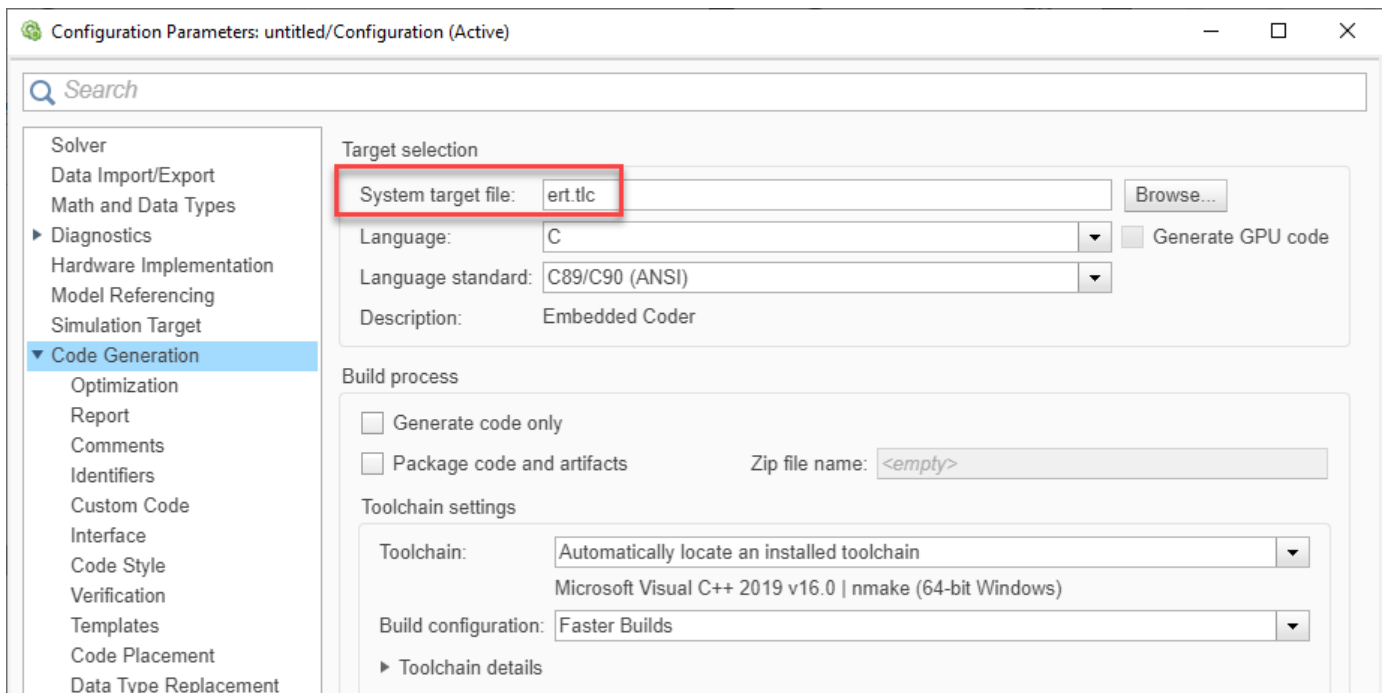 Configuration Parameters: untitled/Configuration (Active)
Search
Solver
Data Import/Export
Math and Data Types
Diagnostics
Hardware Implementation
Model Referencing
Simulation Target
Code Generation
Optimization
Report
Comments
Identifiers
Custom Code
Interface
Code Style
Verification
Templates
Code Placement
Data Type Replacement
Target selection
System target file: ert.tlc Browse...
Language: C Generate GPU code
Language standard: C89/C90 (ANSI)
Description: Embedded Coder
Build process
Generate code only
Package code and artifacts Zip file name: <empty>
Toolchain settings
Toolchain: Automatically locate an installed toolchain
Microsoft Visual C++ 2019 v16.0 | nmake (64-bit Windows)
Build configuration: Faster Builds
Toolchain details